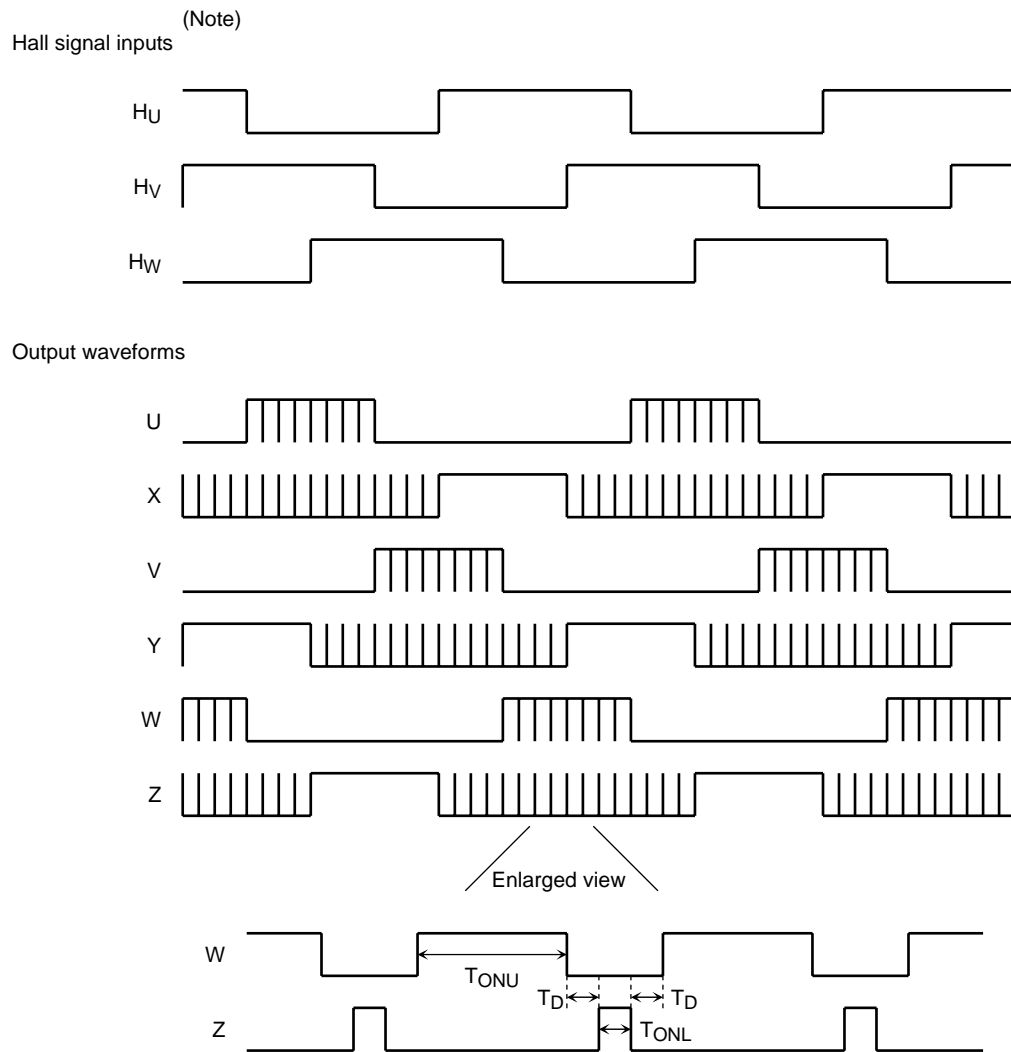 (Note)
Hall signal inputs
HU
HV
HW
Output waveforms
U
X
V
Y
W
Z
Enlarged view
W
TONU
TD TD
Z
TONL